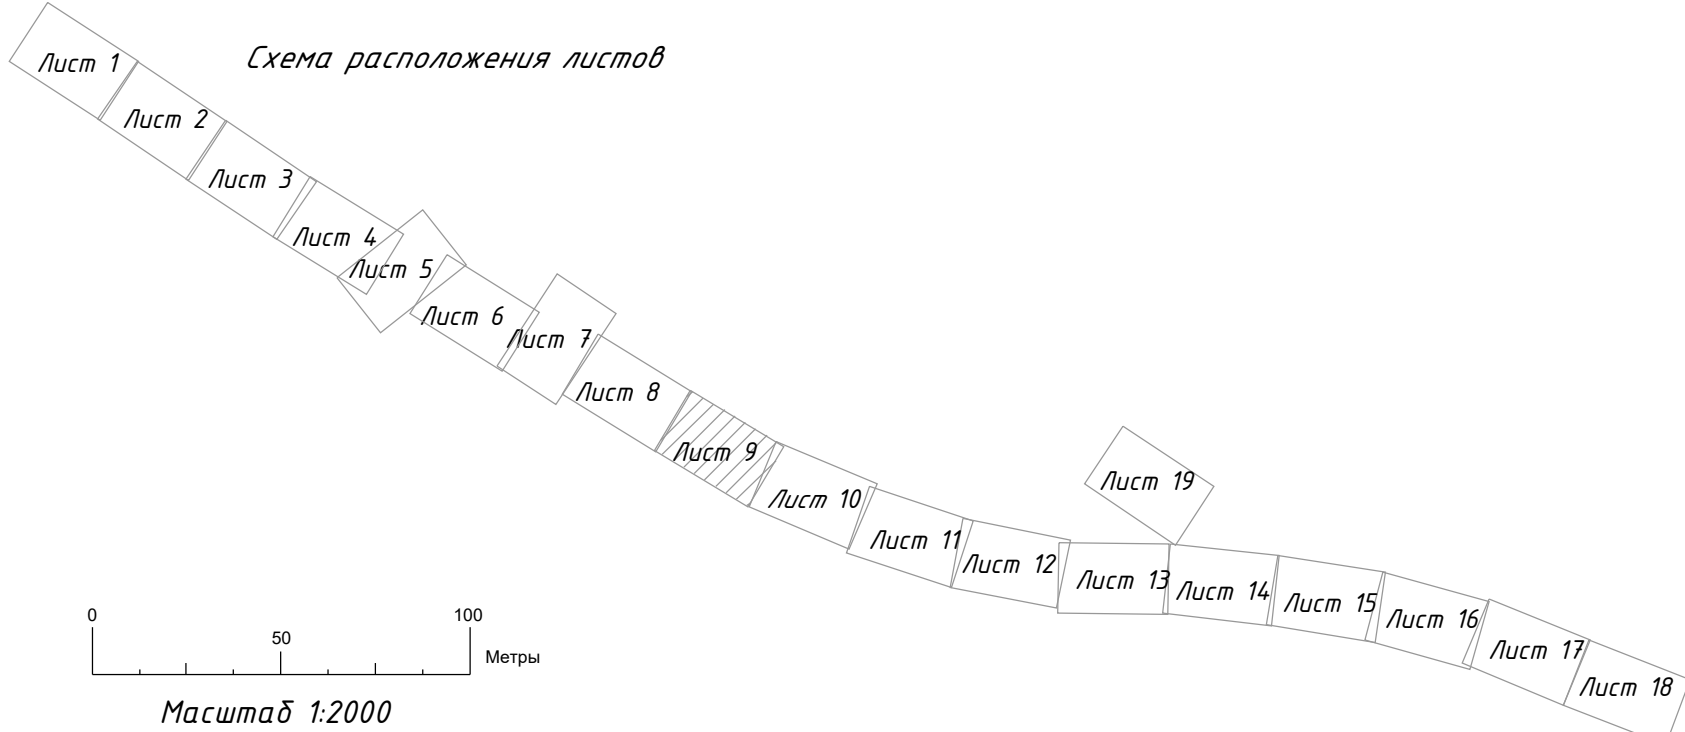 Схема расположения листов
Лист 1
Лист 2
Лист 3
Лист 4
Лист 5
Лист 6
Лист 7
Лист 8
Лист 9
Лист 10
Лист 11
Лист 12
Лист 13
Лист 14
Лист 15
Лист 16
Лист 17
Лист 18
Лист 19
0 50 100
Метры
Масштаб 1:2000